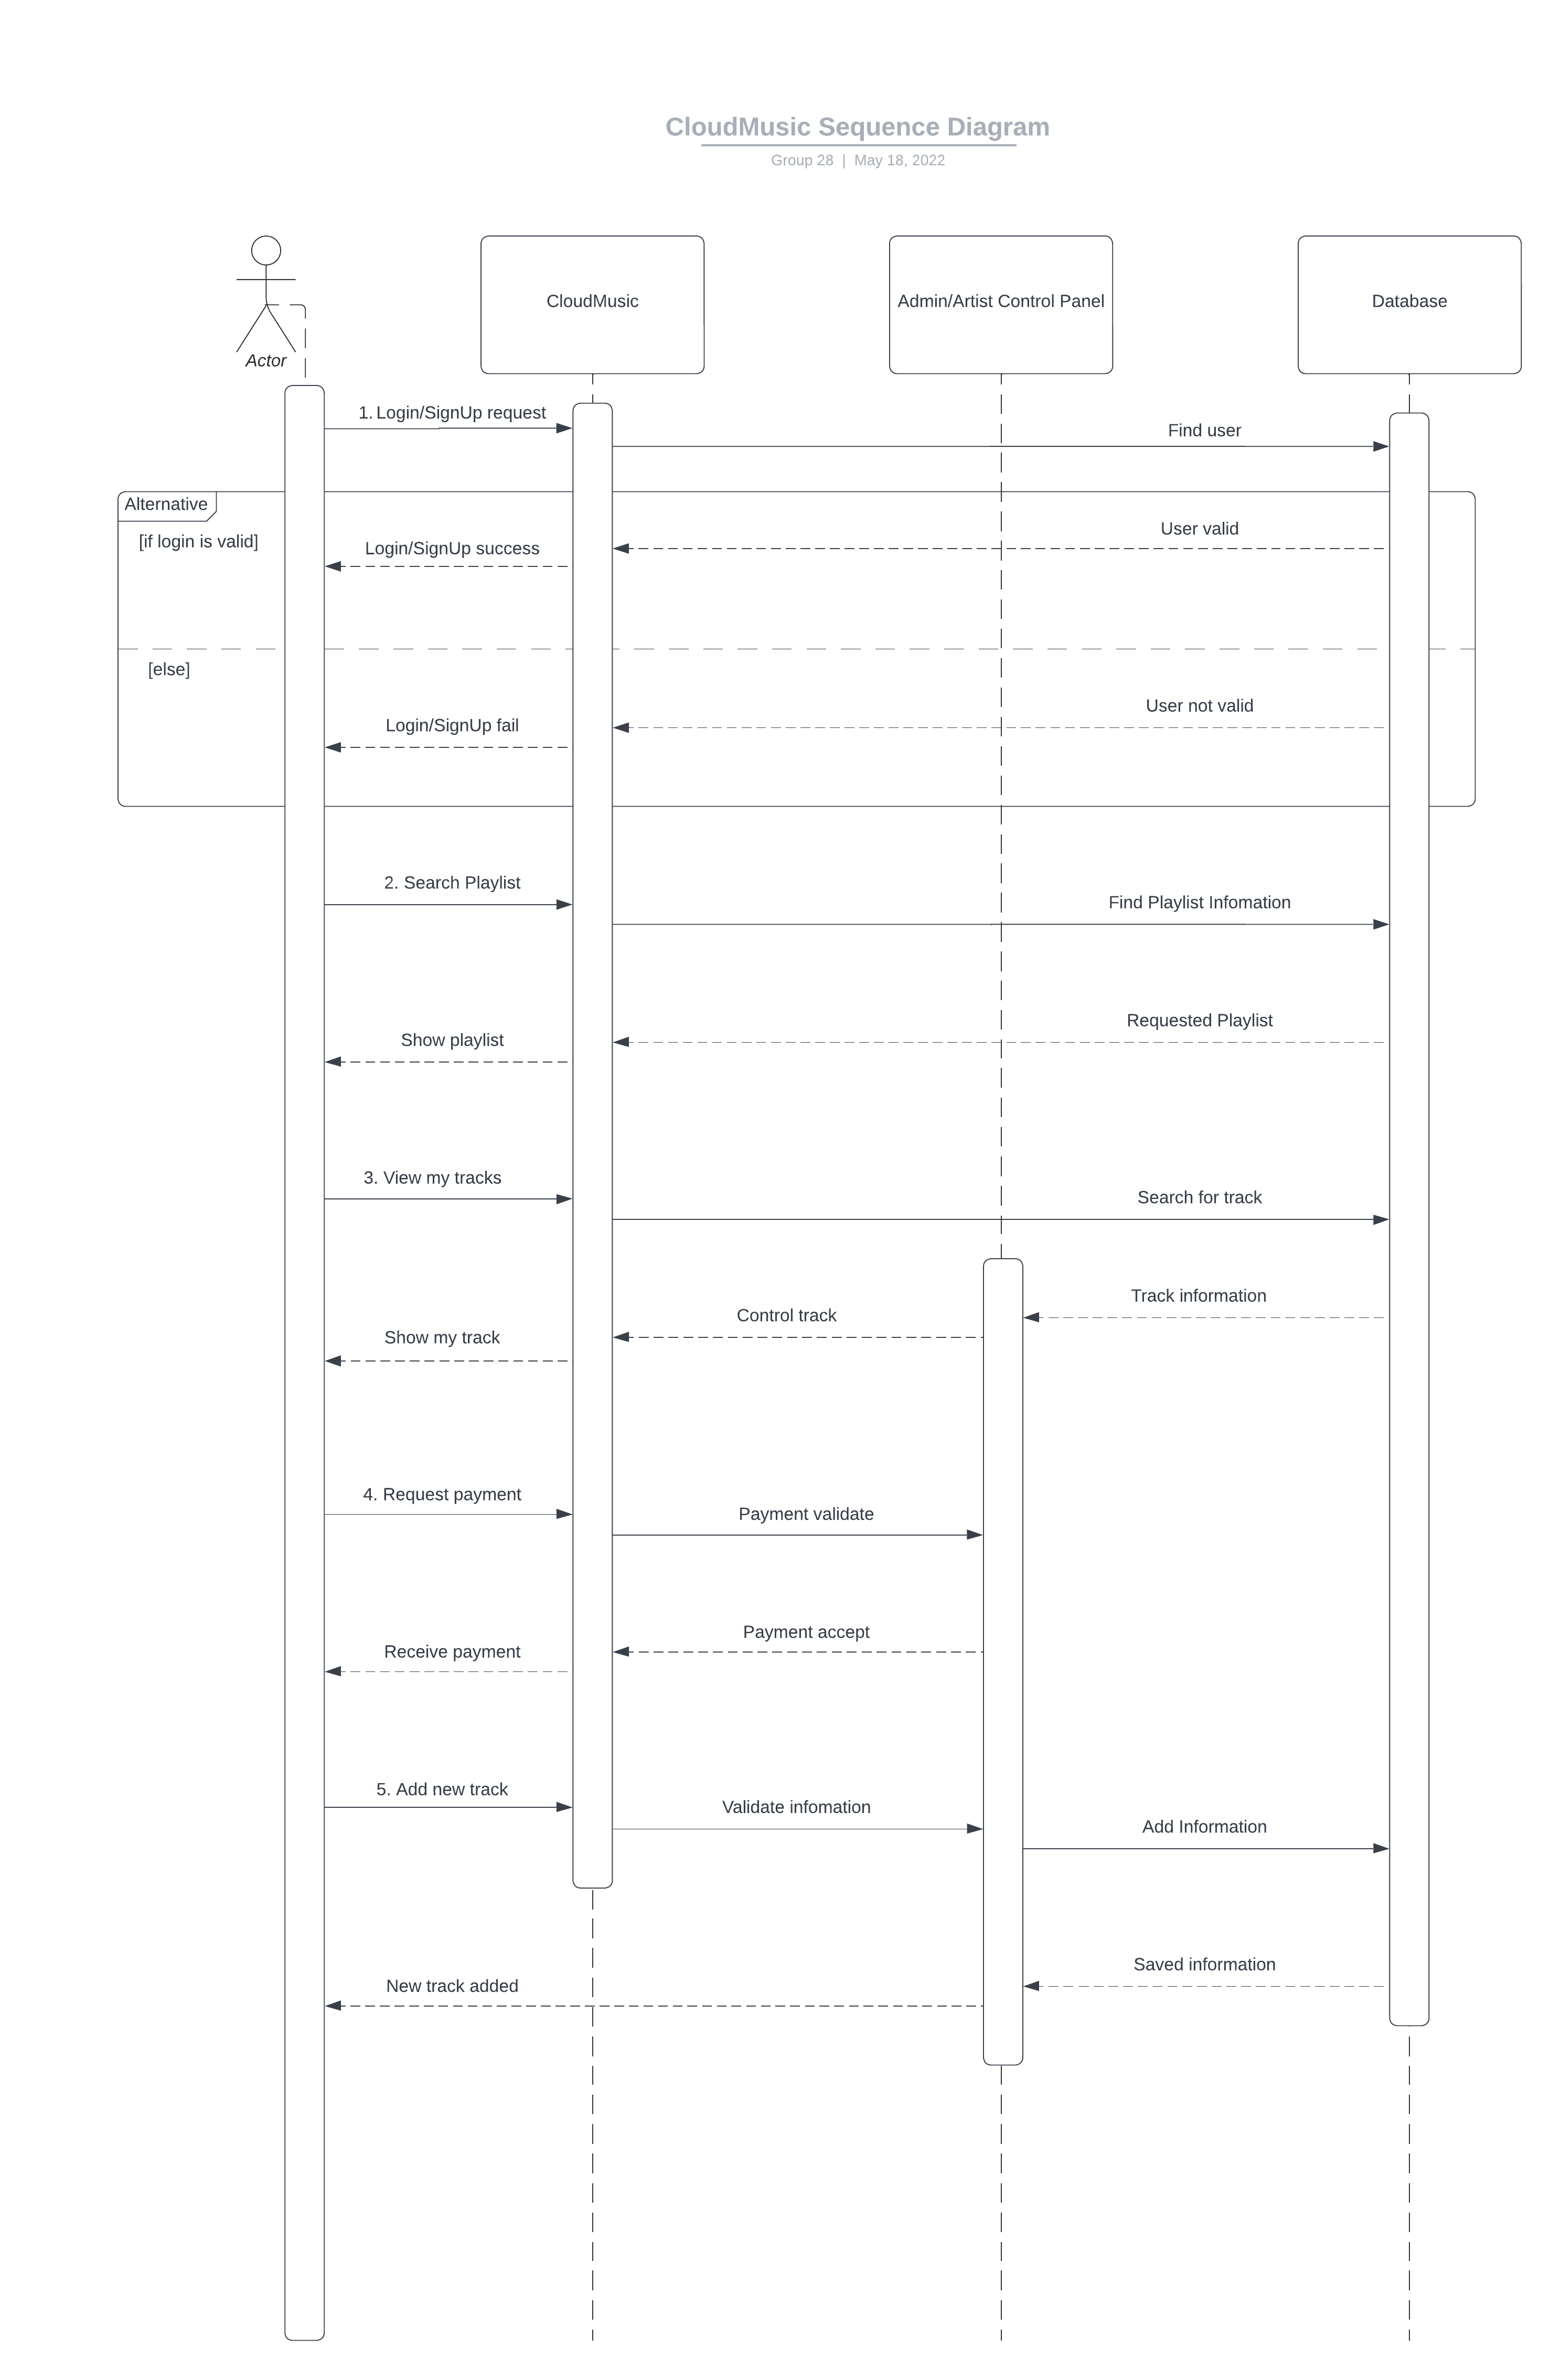 CloudMusic Sequence Diagram
Group 28 | May 18, 2022
Actor
CloudMusic
Admin/Artist Control Panel
Database
1. Login/SignUp request
Find user
Alternative
[if login is valid]
User valid
Login/SignUp success
[else]
User not valid
Login/SignUp fail
2. Search Playlist
Find Playlist Infomation
Requested Playlist
Show playlist
3. View my tracks
Search for track
Track information
Control track
Show my track
4. Request payment
Payment validate
Payment accept
Receive payment
5. Add new track
Validate infomation
Add Information
Saved information
New track added